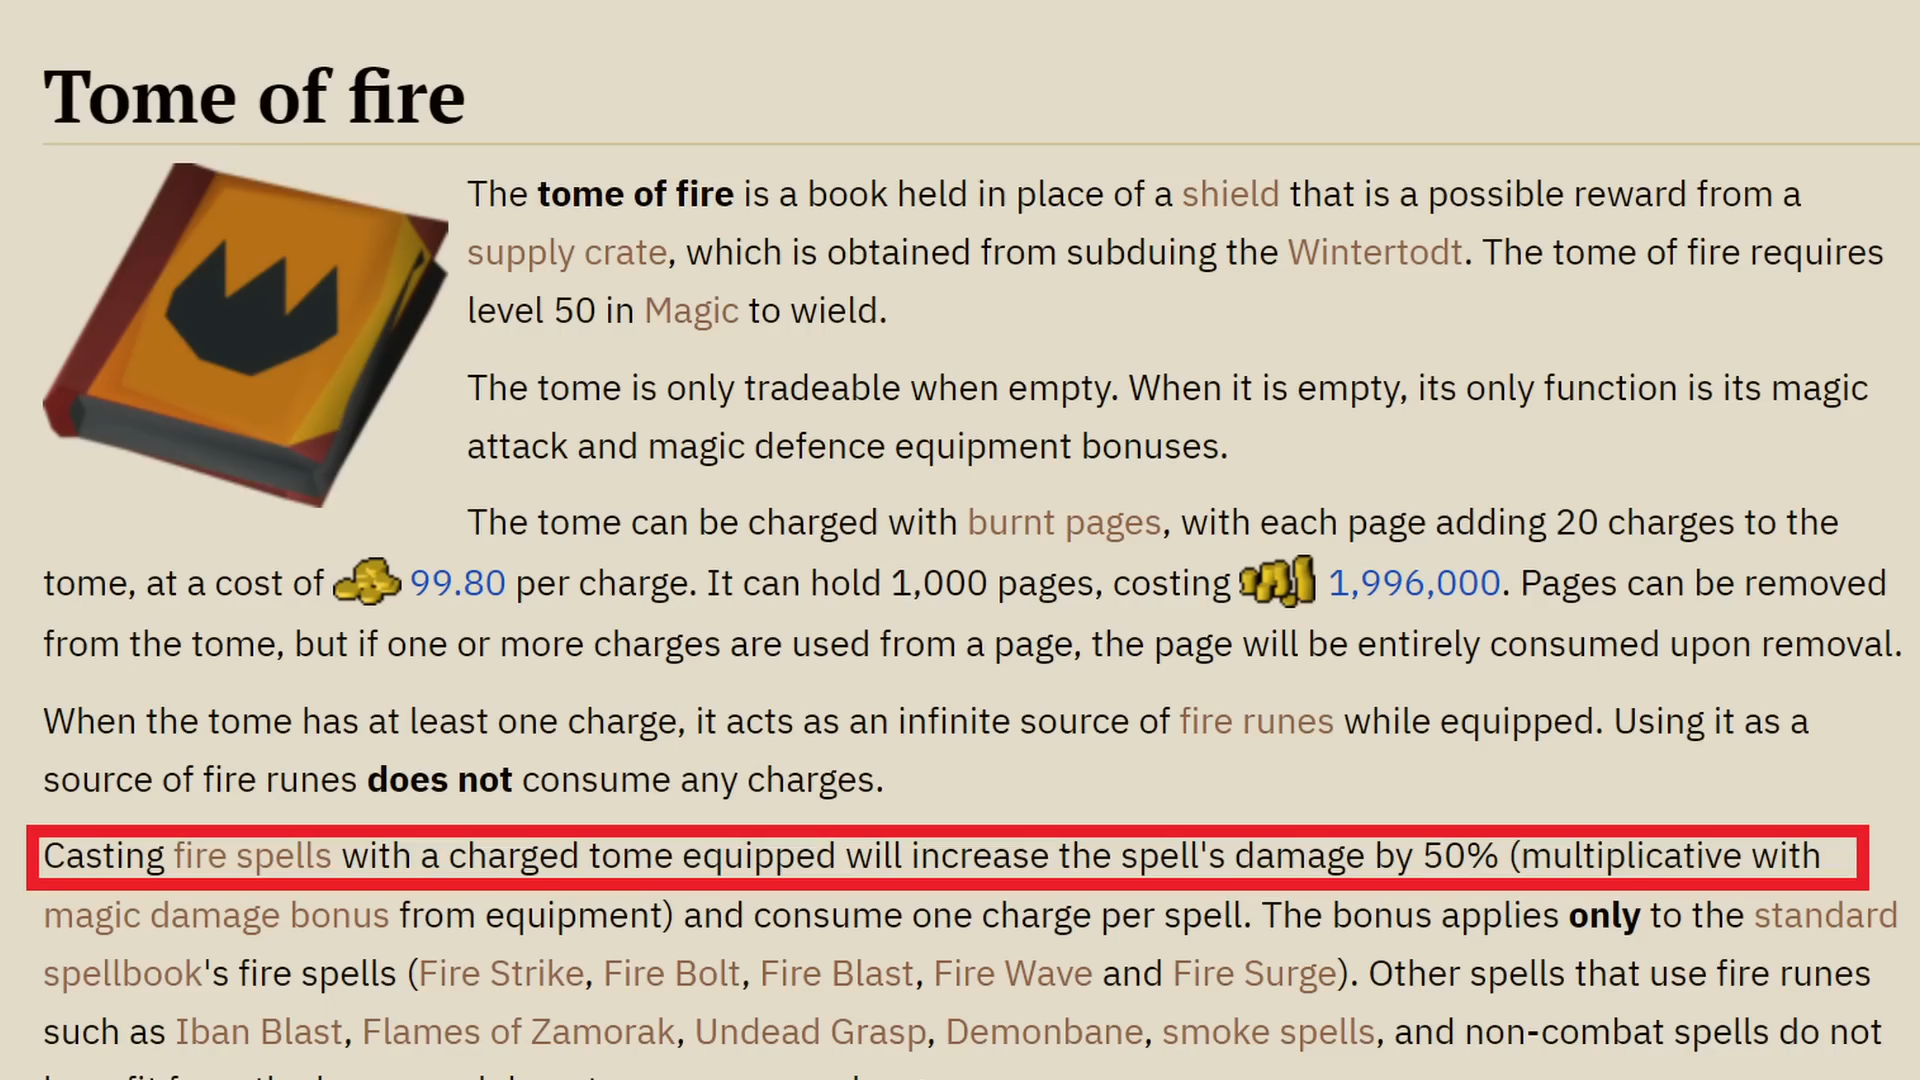 Tome of fire
The tome of fire is a book held in place of a shield that is a possible reward from a
supply crate, which is obtained from subduing the Wintertodt. The tome of fire requires
level 50 in Magic to wield.
The tome is only tradeable when empty. When it is empty, its only function is its magic
attack and magic defence equipment bonuses.
The tome can be charged with burnt pages, with each page adding 20 charges to the
tome, at a cost of 99.80 per charge. It can hold 1,000 pages, costing 1,996,000. Pages can be removed
from the tome, but if one or more charges are used from a page, the page will be entirely consumed upon removal.
When the tome has at least one charge, it acts as an infinite source of fire runes while equipped. Using it as a
source of fire runes does not consume any charges.
Casting fire spells with a charged tome equipped will increase the spell's damage by 50% (multiplicative with
magic damage bonus from equipment) and consume one charge per spell. The bonus applies only to the standard
spellbook's fire spells (Fire Strike, Fire Bolt, Fire Blast, Fire Wave and Fire Surge). Other spells that use fire runes
such as Iban Blast, Flames of Zamorak, Undead Grasp, Demonbane, smoke spells, and non-combat spells do not